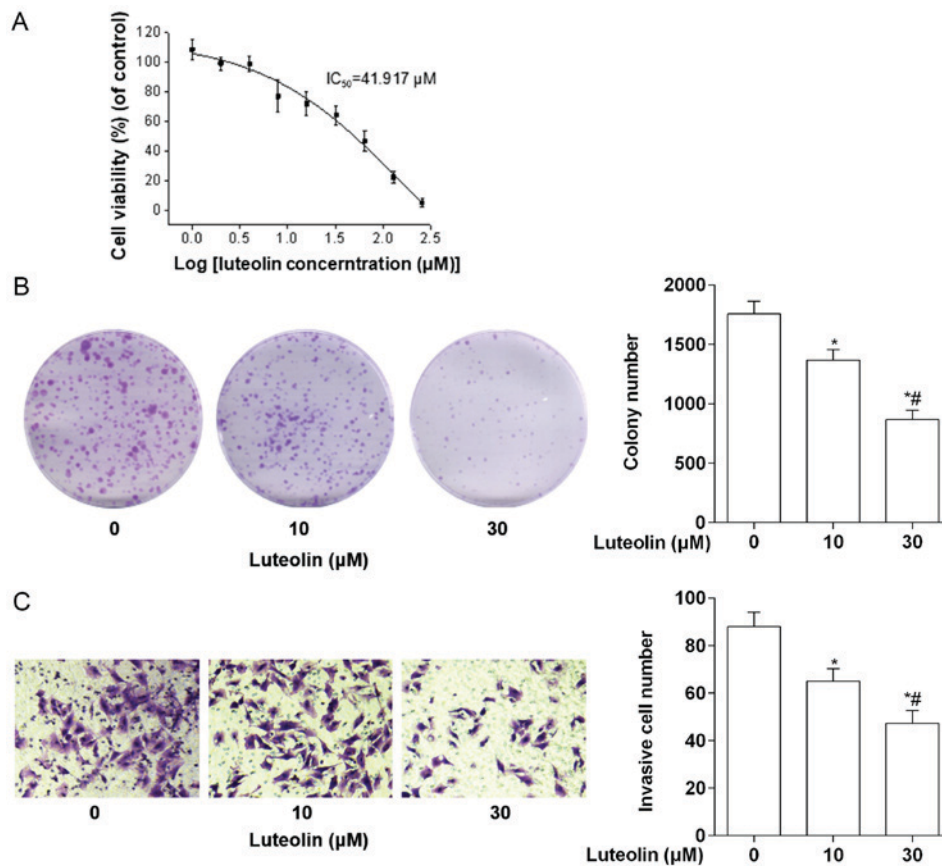 A
Cell viability (%) (of control)
120
100
80
60
40
20
0
IC50=41.917 µM
0.0 0.5 1.0 1.5 2.0 2.5
Log [luteolin concerntration (µM)]
B
0 10 30
Luteolin (µM)
Colony number
2000
1500
1000
500
0
*
*#
Luteolin (µM) 0 10 30
C
0 10 30
Luteolin (µM)
Invasive cell number
100
80
60
40
20
0
*
*#
Luteolin (µM) 0 10 30